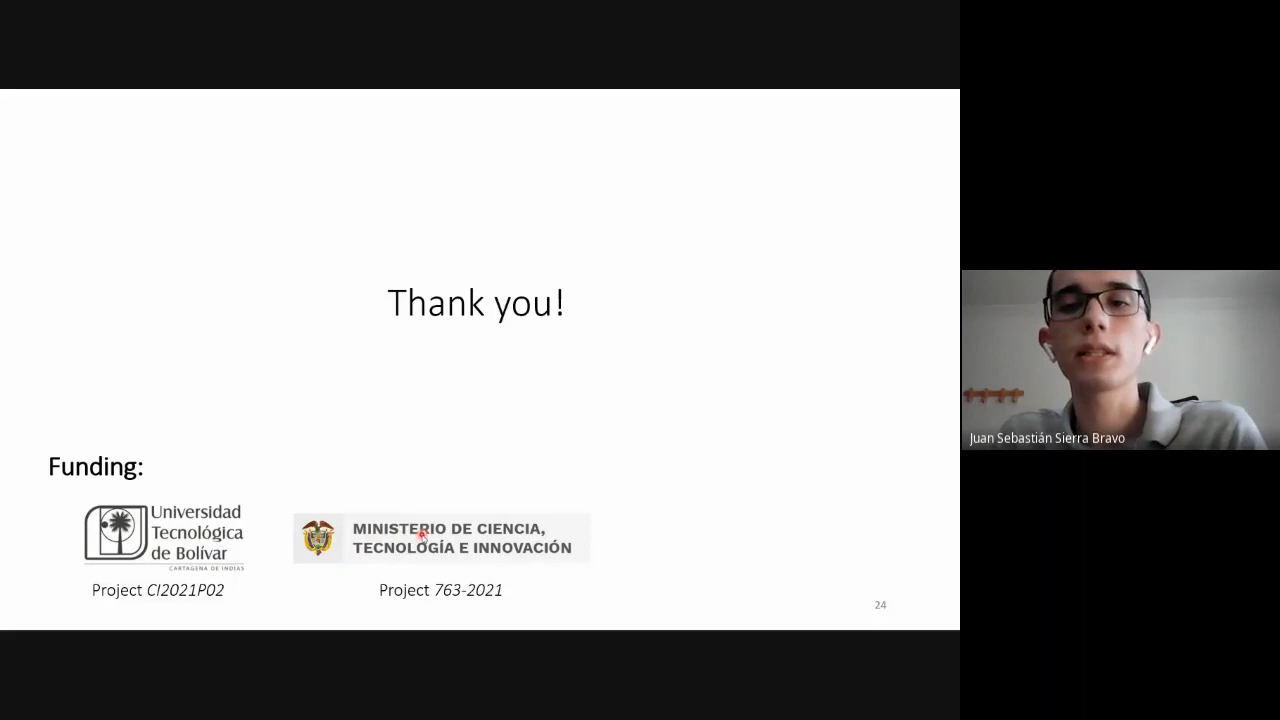 Thank you!
Funding:
Universidad
Tecnológica
de Bolívar
CARTAGENA DE INDIAS
MINISTERIO DE CIENCIA,
TECNOLOGÍA E INNOVACIÓN
Project CI2021P02
Project 763-2021
24
Juan Sebastián Sierra Bravo